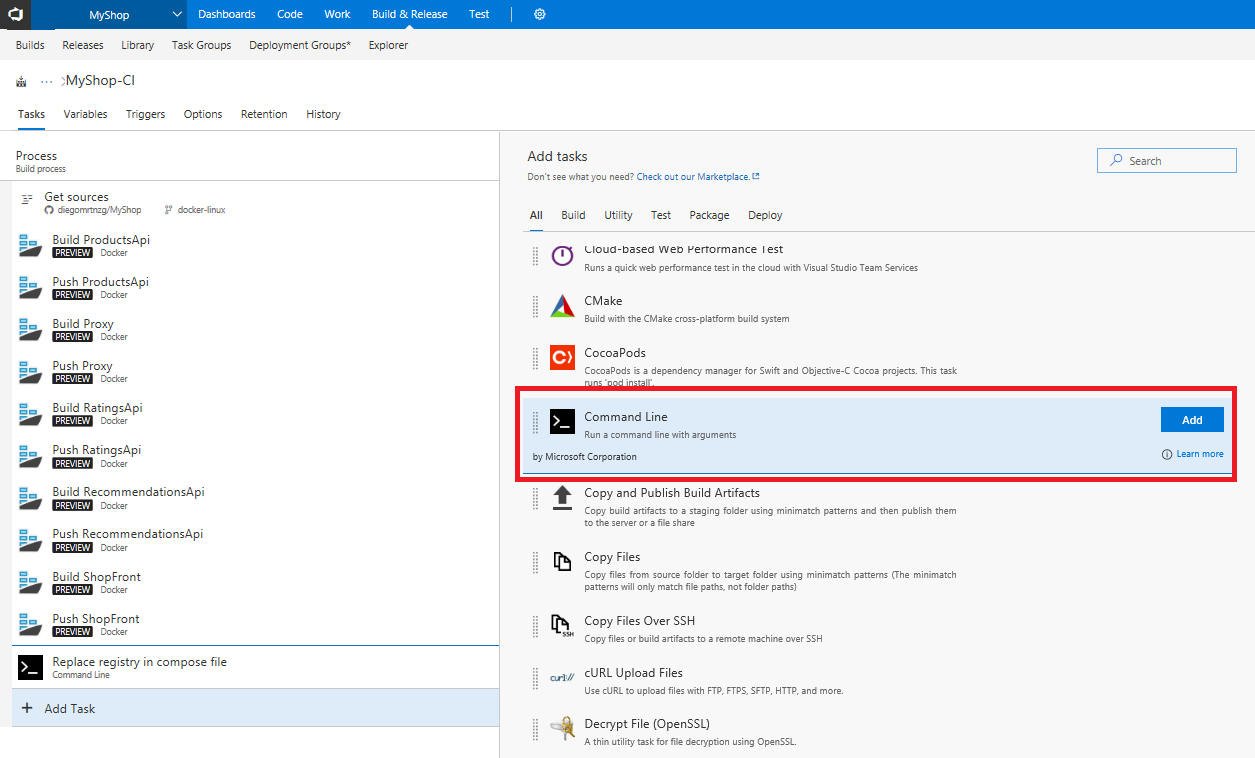 MyShop Dashboards Code Work Build & Release Test
Builds Releases Library Task Groups Deployment Groups* Explorer
... MyShop-CI
Tasks Variables Triggers Options Retention History
Process
Build process
Get sources
diegomrtnzg/MyShop docker-linux
Build ProductsApi
PREVIEW Docker
Push ProductsApi
PREVIEW Docker
Build Proxy
PREVIEW Docker
Push Proxy
PREVIEW Docker
Build RatingsApi
PREVIEW Docker
Push RatingsApi
PREVIEW Docker
Build RecommendationsApi
PREVIEW Docker
Push RecommendationsApi
PREVIEW Docker
Build ShopFront
PREVIEW Docker
Push ShopFront
PREVIEW Docker
Replace registry in compose file
Command Line
+ Add Task
Add tasks
Search
Don't see what you need? Check out our Marketplace.
All Build Utility Test Package Deploy
Cloud-based Web Performance Test
Runs a quick web performance test in the cloud with Visual Studio Team Services
CMake
Build with the CMake cross-platform build system
CocoaPods
CocoaPods is a dependency manager for Swift and Objective-C Cocoa projects. This task
runs 'pod install'.
Command Line
Add
Run a command line with arguments
by Microsoft Corporation
Learn more
Copy and Publish Build Artifacts
Copy build artifacts to a staging folder using minimatch patterns and then publish them
to the server or a file share
Copy Files
Copy files from source folder to target folder using minimatch patterns (The minimatch
patterns will only match file paths, not folder paths)
Copy Files Over SSH
SSH
Copy files or build artifacts to a remote machine over SSH
curl://
cURL Upload Files
Use cURL to upload files with FTP, FTPS, SFTP, HTTP, and more.
Decrypt File (OpenSSL)
A thin utility task for file decryption using OpenSSL.